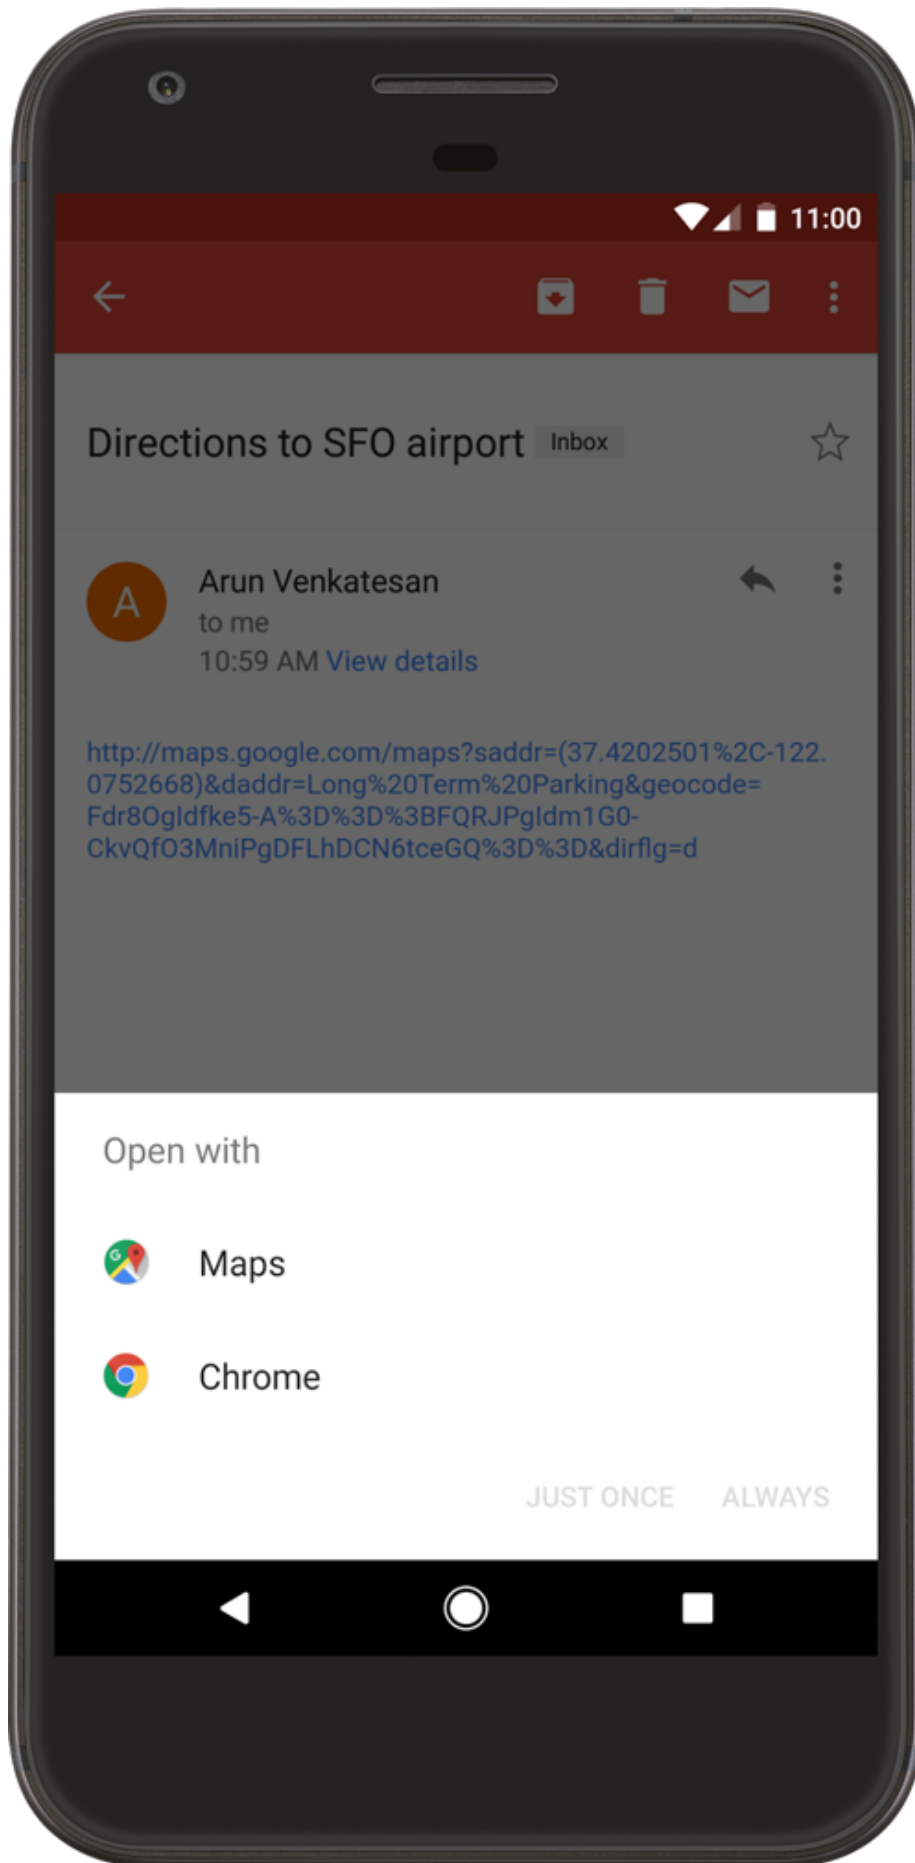 11:00
Directions to SFO airport Inbox
A
Arun Venkatesan
to me
10:59 AM View details
http://maps.google.com/maps?saddr=(37.4202501%2C-122.
0752668)&daddr=Long%20Term%20Parking&geocode=
Fdr8OgIdfke5-A%3D%3D%3BFQRJPgIdm1G0-
CkvQfO3MniPgDFLhDCN6tceGQ%3D%3D&dirflg=d
Open with
G
Maps
Chrome
JUST ONCE ALWAYS